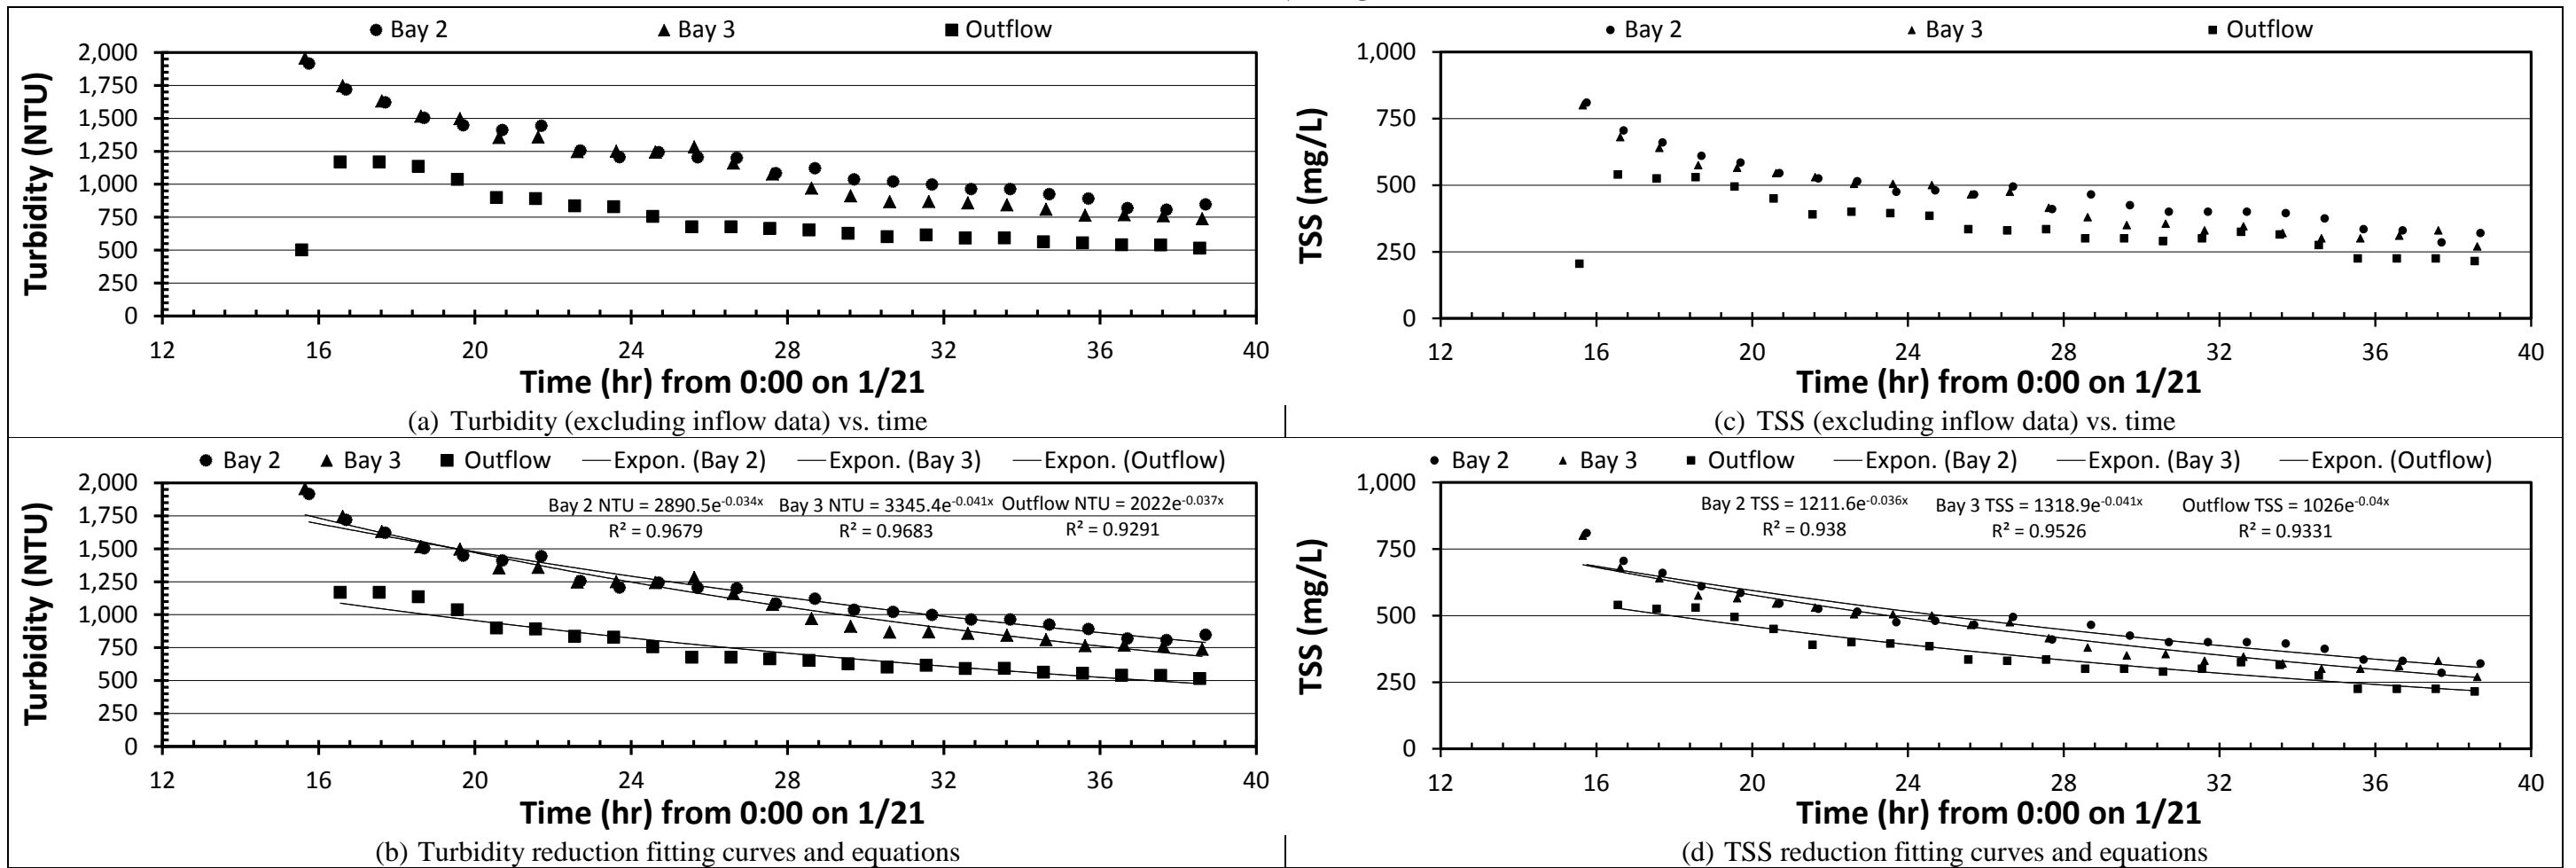 Bay 2 Bay 3 Outflow
2,000
1,750
1,500
1,250
1,000
750
500
250
0
Turbidity (NTU)
12 16 20 24 28 32 36 40
Time (hr) from 0:00 on 1/21
(a) Turbidity (excluding inflow data) vs. time
Bay 2 Bay 3 Outflow
1,000
750
500
250
0
TSS (mg/L)
12 16 20 24 28 32 36 40
Time (hr) from 0:00 on 1/21
(c) TSS (excluding inflow data) vs. time
Bay 2 Bay 3 Outflow Expon. (Bay 2) Expon. (Bay 3) Expon. (Outflow)
Bay 2 NTU = 2890.5e^-0.034x Bay 3 NTU = 3345.4e^-0.041x Outflow NTU = 2022e^-0.037x
R² = 0.9679 R² = 0.9683 R² = 0.9291
2,000
1,750
1,500
1,250
1,000
750
500
250
0
Turbidity (NTU)
12 16 20 24 28 32 36 40
Time (hr) from 0:00 on 1/21
(b) Turbidity reduction fitting curves and equations
Bay 2 Bay 3 Outflow Expon. (Bay 2) Expon. (Bay 3) Expon. (Outflow)
Bay 2 TSS = 1211.6e^-0.036x Bay 3 TSS = 1318.9e^-0.041x Outflow TSS = 1026e^-0.04x
R² = 0.938 R² = 0.9526 R² = 0.9331
1,000
750
500
250
0
TSS (mg/L)
12 16 20 24 28 32 36 40
Time (hr) from 0:00 on 1/21
(d) TSS reduction fitting curves and equations